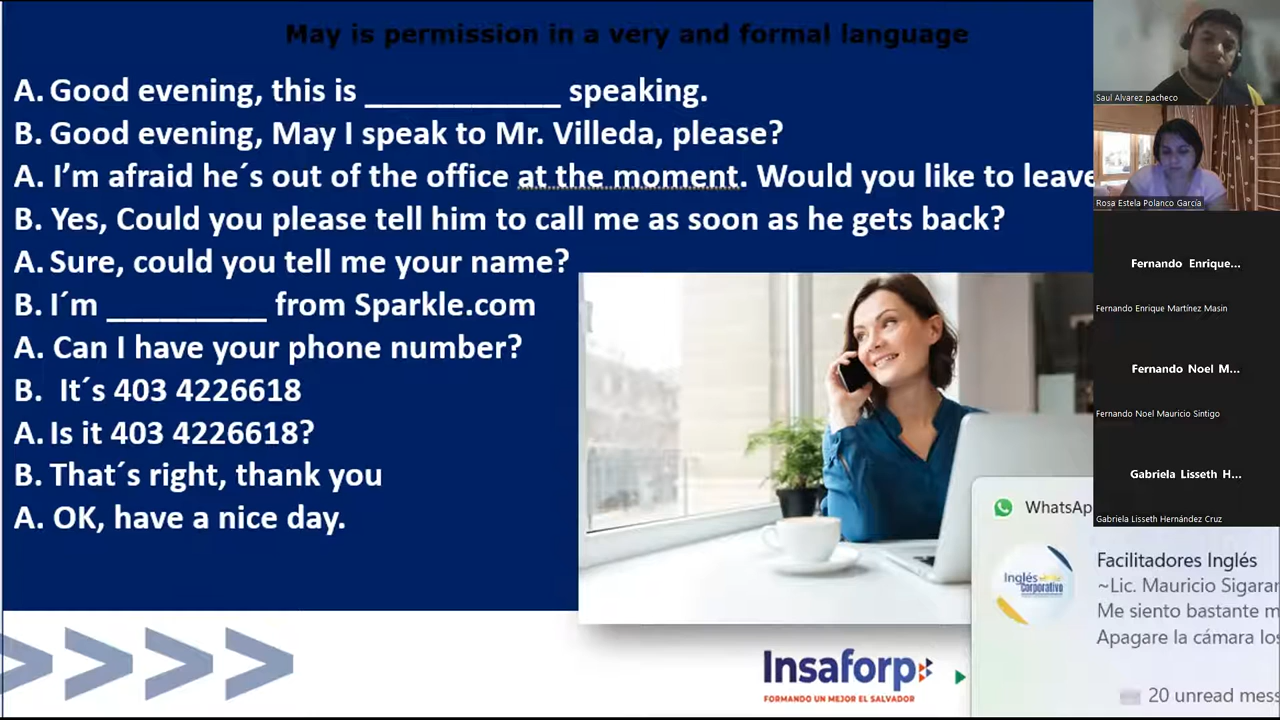 May is permission in a very and formal language
A. Good evening, this is ____________ speaking.
B. Good evening, May I speak to Mr. Villeda, please?
A. I’m afraid he´s out of the office at the moment. Would you like to leave
B. Yes, Could you please tell him to call me as soon as he gets back?
A. Sure, could you tell me your name?
B. I´m __________ from Sparkle.com
A. Can I have your phone number?
B. It´s 403 4226618
A. Is it 403 4226618?
B. That´s right, thank you
A. OK, have a nice day.
Insaforp
FORMANDO UN MEJOR EL SALVADOR
Saul Alvarez pacheco
Rosa Estela Polanco García
Fernando Enrique...
Fernando Enrique Martínez Masin
Fernando Noel M...
Fernando Noel Mauricio Sintigo
Gabriela Lisseth H...
Gabriela Lisseth Hernández Cruz
WhatsAp
Inglés
Corporativo
Facilitadores Inglés
~Lic. Mauricio Sigaran
Me siento bastante m
Apagare la cámara los
20 unread mess